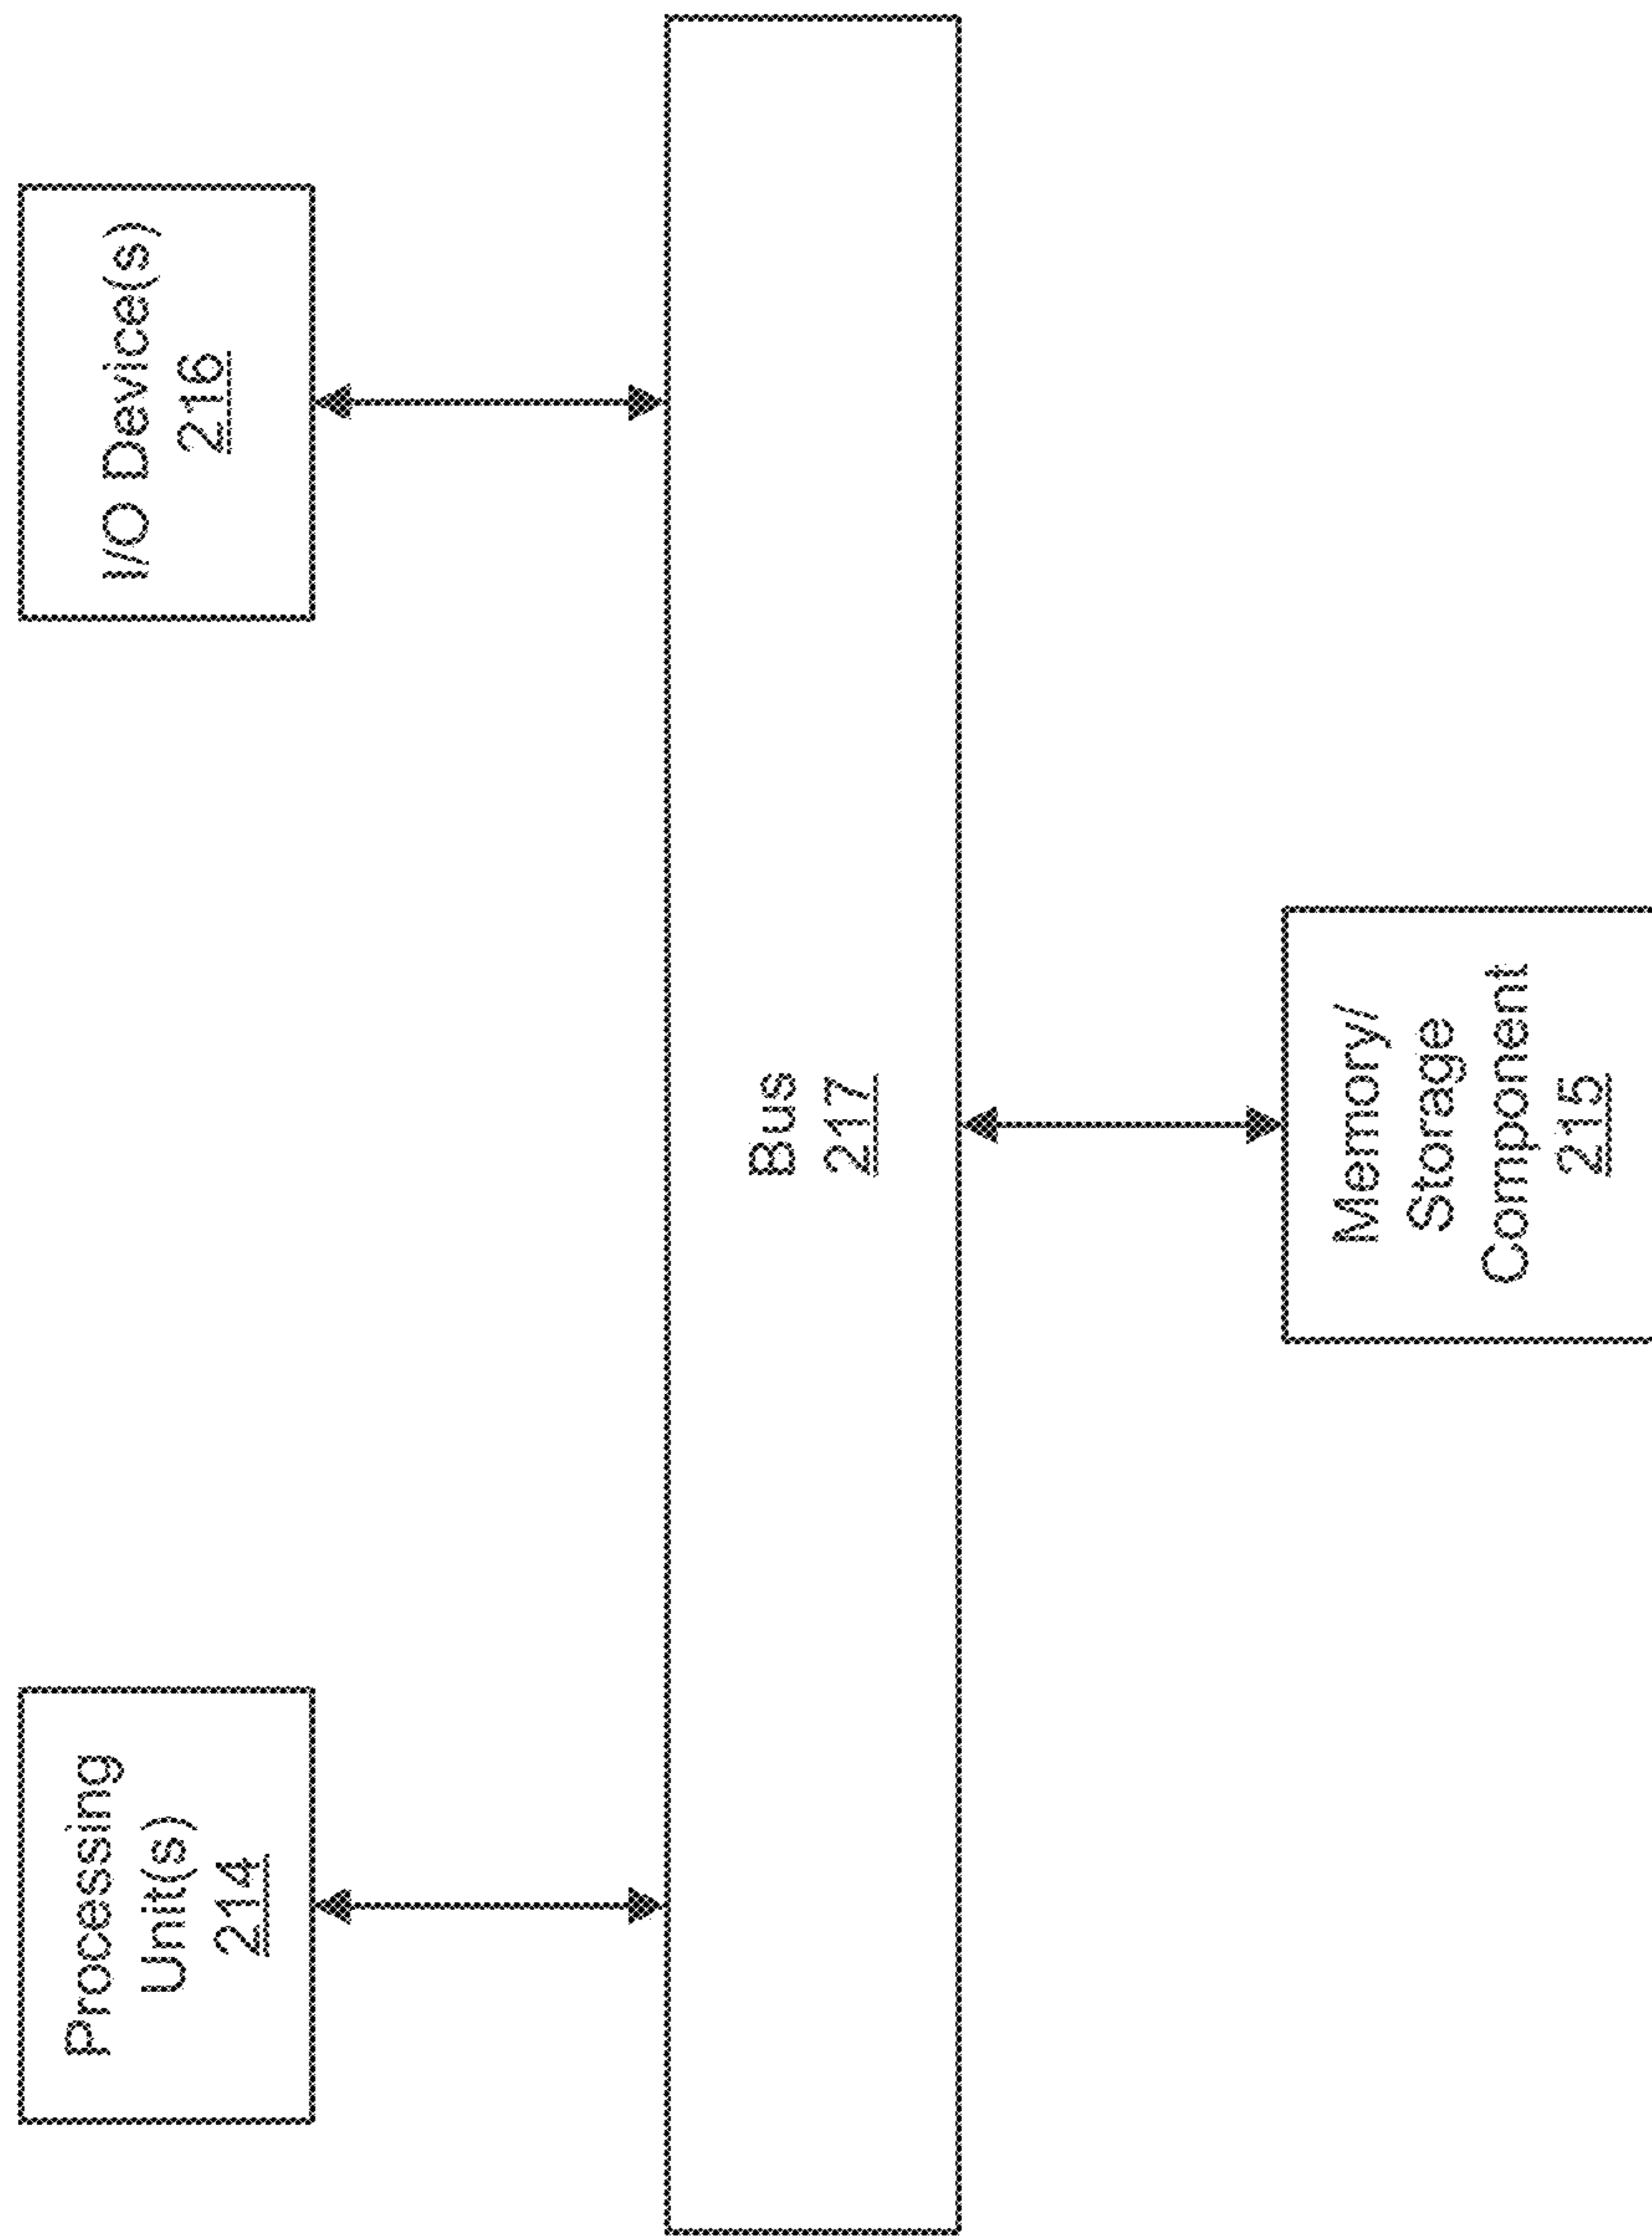 Processing
Unit(s)
214
I/O Device(s)
216
Bus
217
Memory/
Storage
Component
215